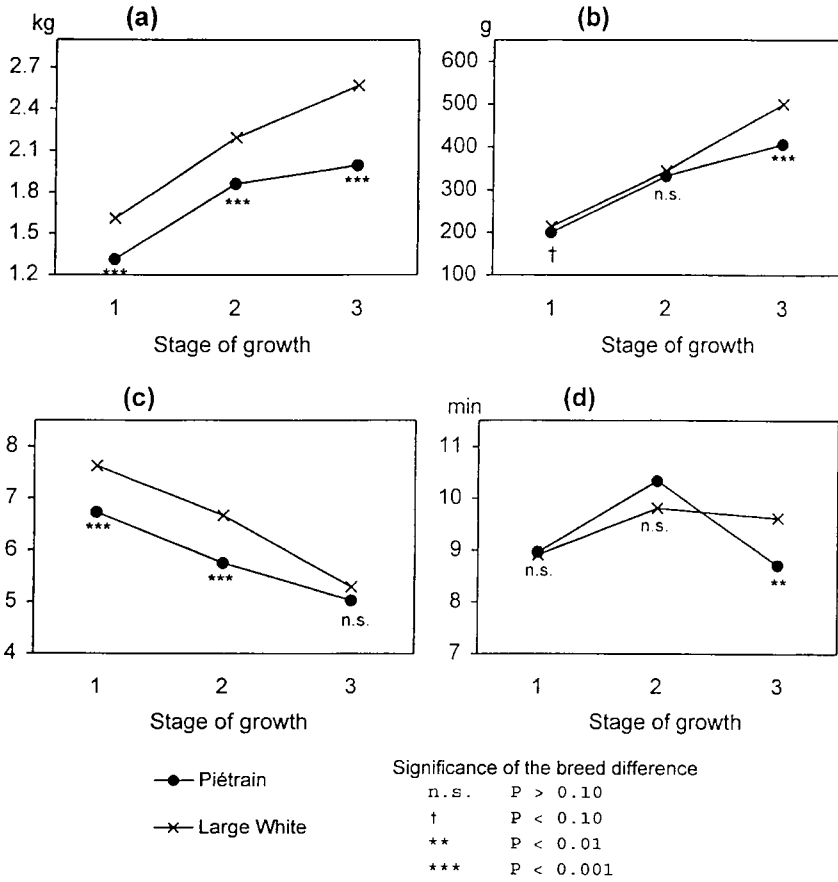 (a)
kg
2.7
2.4
2.1
1.8
1.5
1.2
***
***
***
1 2 3
Stage of growth
(b)
g
600
500
400
300
200
100
†
n.s.
***
1 2 3
Stage of growth
(c)
8
7
6
5
4
***
***
n.s.
1 2 3
Stage of growth
(d)
min
11
10
9
8
7
n.s.
n.s.
**
1 2 3
Stage of growth
Piétrain
Large White
Significance of the breed difference
n.s. P > 0.10
† P < 0.10
** P < 0.01
*** P < 0.001